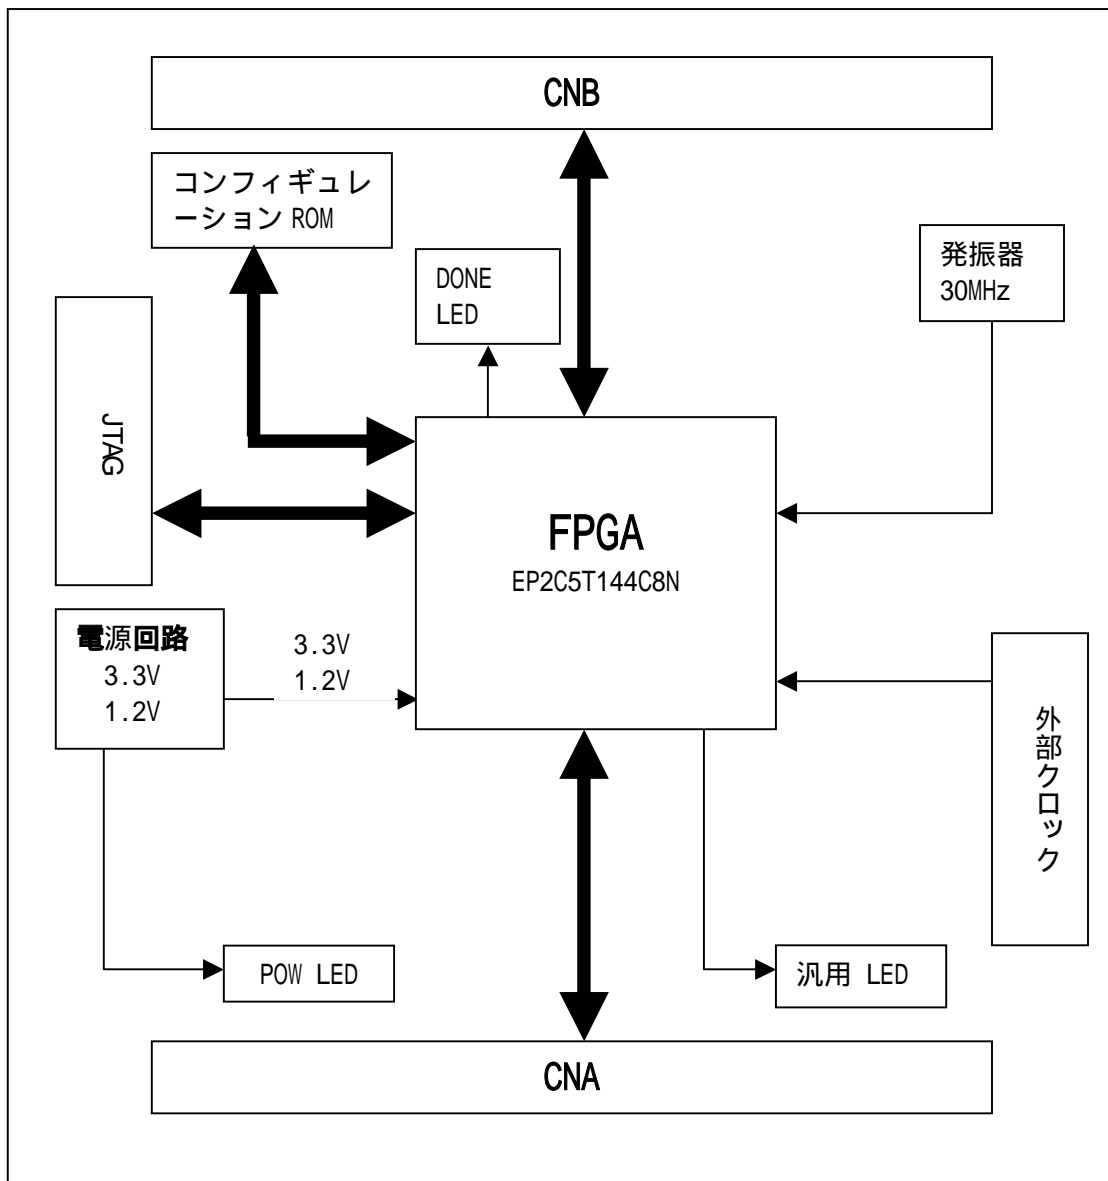 CNB
コンフィギュレ
ーション ROM
DONE
LED
発振器
30MHz
JTAG
FPGA
EP2C5T144C8N
電源回路
3.3V
1.2V
3.3V
1.2V
外部クロック
POW LED
汎用 LED
CNA